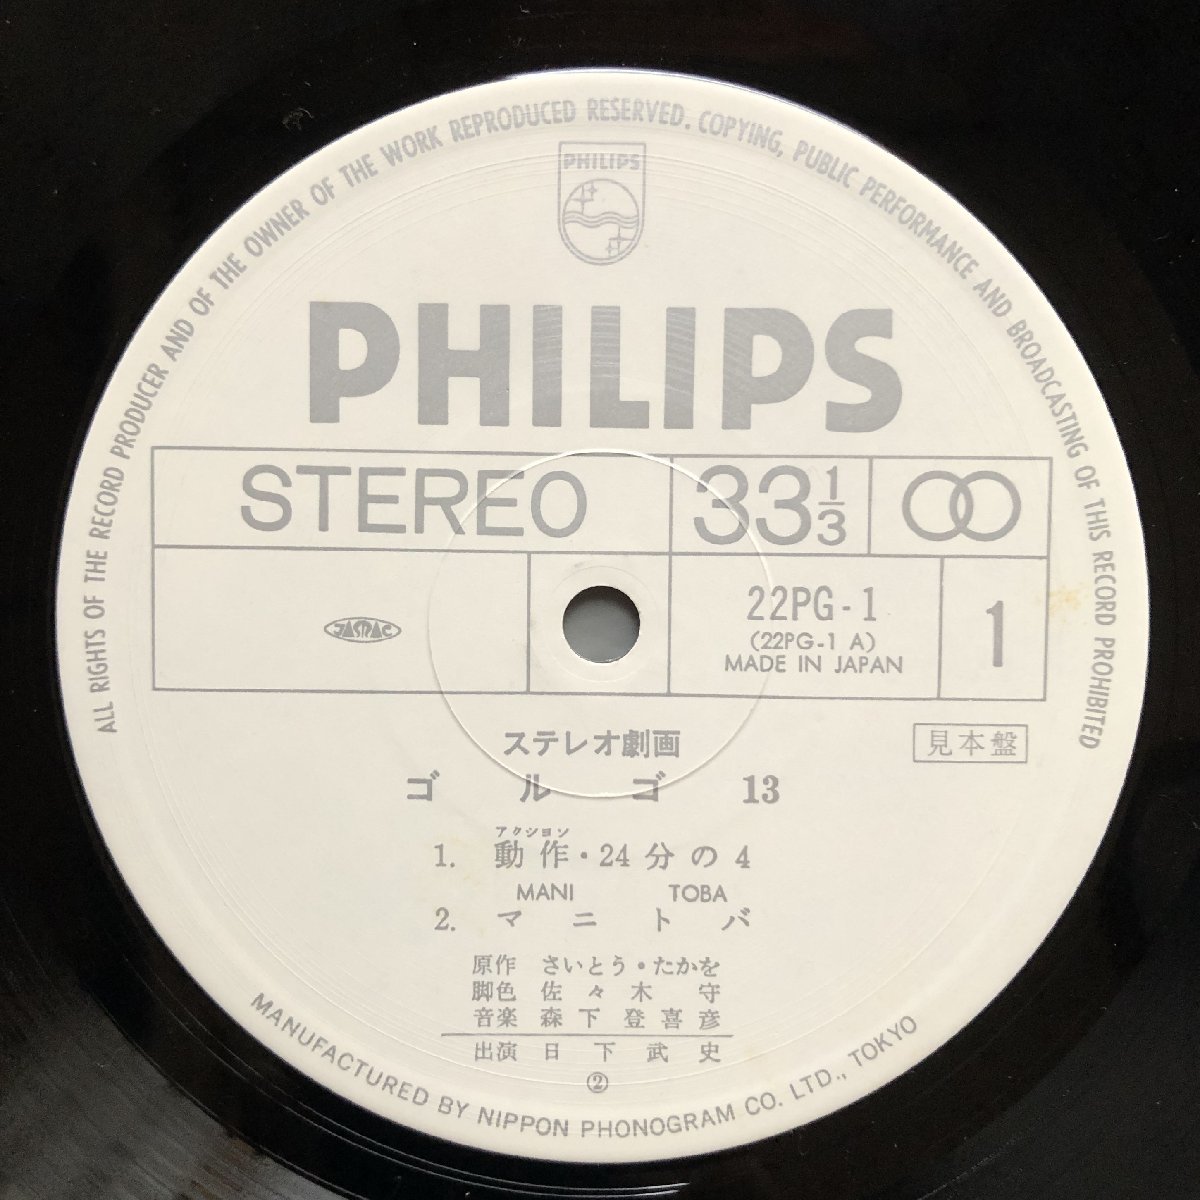 ALL RIGHTS OF THE RECORD PRODUCER AND OF THE OWNER OF THE WORK REPRODUCED RESERVED. COPYING, PUBLIC PERFORMANCE AND BROADCASTING OF THIS RECORD PROHIBITED
PHILIPS
PHILIPS
STEREO 33 1/3
JASRAC
22PG-1
(22PG-1 A)
MADE IN JAPAN
1
ステレオ劇画
見本盤
ゴルゴ 13
アクション
1. 動作・24分の4
MANI TOBA
2. マニトバ
原作 さいとう・たかを
脚色 佐々木 守
音楽 森下登喜彦
出演 日下武史
②
MANUFACTURED BY NIPPON PHONOGRAM CO. LTD., TOKYO